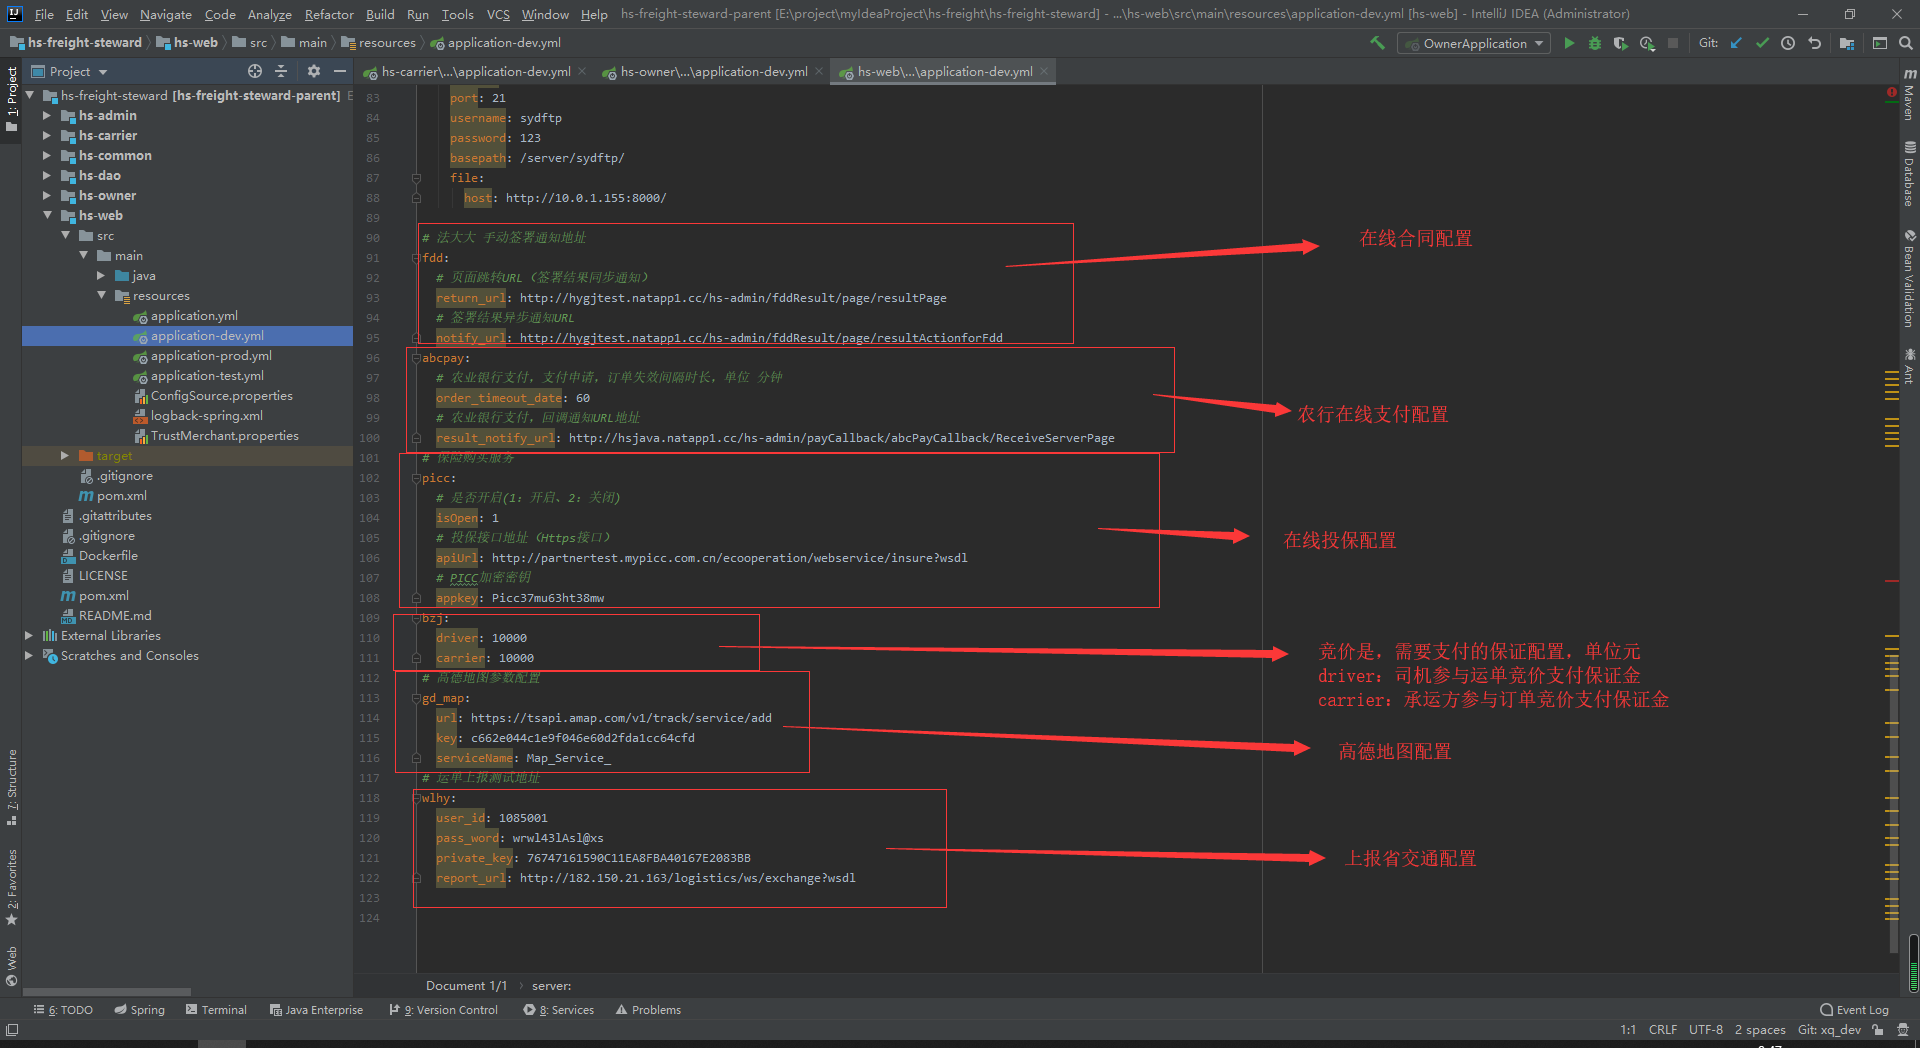 File Edit View Navigate Code Analyze Refactor Build Run Tools VCS Window Help hs-freight-steward-parent [E:\project\myIdeaProject\hs-freight\hs-freight-steward] - ...\hs-web\src\main\resources\application-dev.yml [hs-web] - IntelliJ IDEA (Administrator)
hs-freight-steward hs-web src main resources application-dev.yml OwnerApplication Git:
Project hs-carrier\...\application-dev.yml hs-owner\...\application-dev.yml hs-web\...\application-dev.yml
1: Project
7: Structure
2: Favorites
Web
hs-freight-steward [hs-freight-steward-parent] E
hs-admin
hs-carrier
hs-common
hs-dao
hs-owner
hs-web
src
main
java
resources
application.yml
application-dev.yml
application-prod.yml
application-test.yml
ConfigSource.properties
logback-spring.xml
TrustMerchant.properties
target
.gitignore
pom.xml
.gitattributes
.gitignore
Dockerfile
LICENSE
pom.xml
README.md
External Libraries
Scratches and Consoles
83 port: 21
84 username: sydftp
85 password: 123
86 basepath: /server/sydftp/
87 file:
88 host: http://10.0.1.155:8000/
89
90 # 法大大 手动签署通知地址
91 fdd:
92 # 页面跳转URL（签署结果同步通知）
93 return_url: http://hygjtest.natapp1.cc/hs-admin/fddResult/page/resultPage
94 # 签署结果异步通知URL
95 notify_url: http://hygjtest.natapp1.cc/hs-admin/fddResult/page/resultActionforFdd
96 abcpay:
97 # 农业银行支付，支付申请，订单失效间隔时长，单位 分钟
98 order_timeout_date: 60
99 # 农业银行支付，回调通知URL地址
100 result_notify_url: http://hsjava.natapp1.cc/hs-admin/payCallback/abcPayCallback/ReceiveServerPage
101 # 保险购买服务
102 picc:
103 # 是否开启(1：开启、2：关闭)
104 isOpen: 1
105 # 投保接口地址（Https接口）
106 apiUrl: http://partnertest.mypicc.com.cn/ecooperation/webservice/insure?wsdl
107 # PICC加密密钥
108 appkey: Picc37mu63ht38mw
109 bzj:
110 driver: 10000
111 carrier: 10000
112 # 高德地图参数配置
113 gd_map:
114 url: https://tsapi.amap.com/v1/track/service/add
115 key: c662e044c1e9f046e60d2fda1cc64cfd
116 serviceName: Map_Service_
117 # 运单上报测试地址
118 wlhy:
119 user_id: 1085001
120 pass_word: wrwl43lAsl@xs
121 private_key: 76747161590C11EA8FBA40167E2083BB
122 report_url: http://182.150.21.163/logistics/ws/exchange?wsdl
123
124
在线合同配置
农行在线支付配置
在线投保配置
竞价是，需要支付的保证配置，单位元
driver：司机参与运单竞价支付保证金
carrier：承运方参与订单竞价支付保证金
高德地图配置
上报省交通配置
Maven
Database
Bean Validation
Ant
Document 1/1 server:
6: TODO Spring Terminal Java Enterprise 9: Version Control 8: Services Problems Event Log
1:1 CRLF UTF-8 2 spaces Git: xq_dev